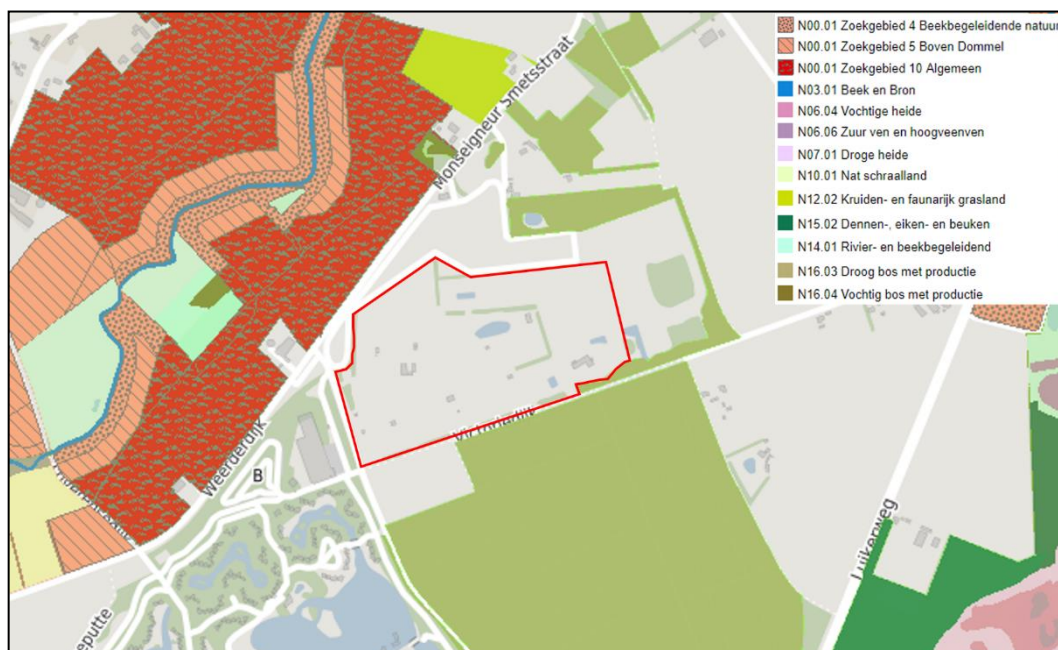 N00.01 Zoekgebied 4 Beekbegeleidende natuur
N00.01 Zoekgebied 5 Boven Dommel
N00.01 Zoekgebied 10 Algemeen
N03.01 Beek en Bron
N06.04 Vochtige heide
N06.06 Zuur ven en hoogveenven
N07.01 Droge heide
N10.01 Nat schraalland
N12.02 Kruiden- en faunarijk grasland
N15.02 Dennen-, eiken- en beuken
N14.01 Rivier- en beekbegeleidend
N16.03 Droog bos met productie
N16.04 Vochtig bos met productie
Monseigneur Smetsstraat
Victoriedijk
Weerderdijk
B
Luikerweg
eputte